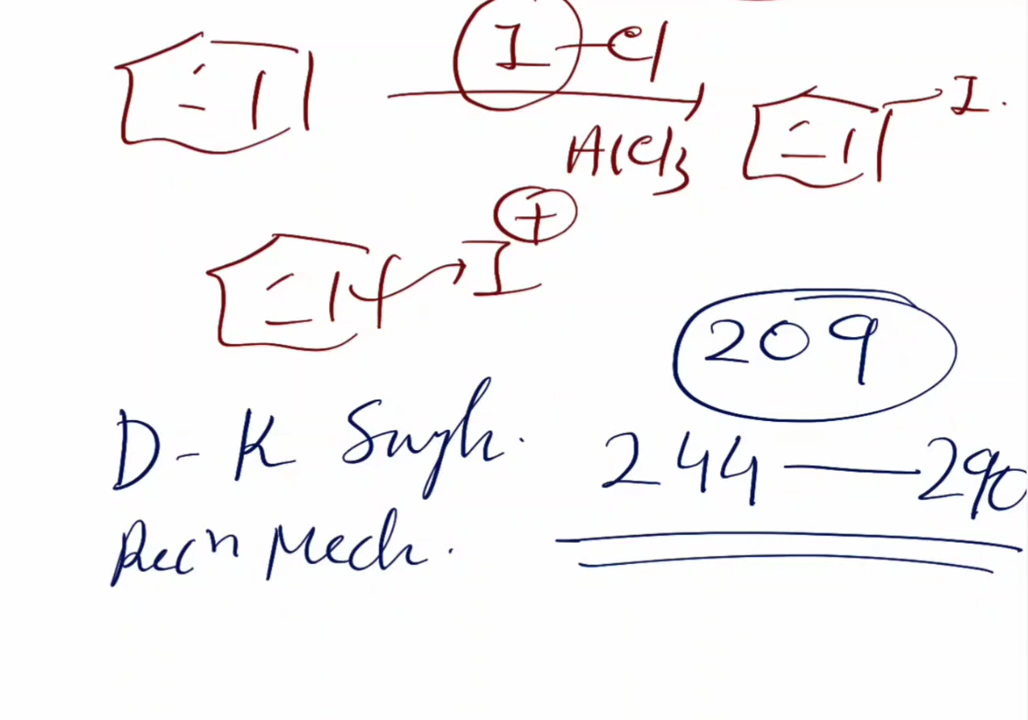 I-Cl
AlCl3
I.
I+
209
D-K Singh. 244 — 290
Recn Mech.